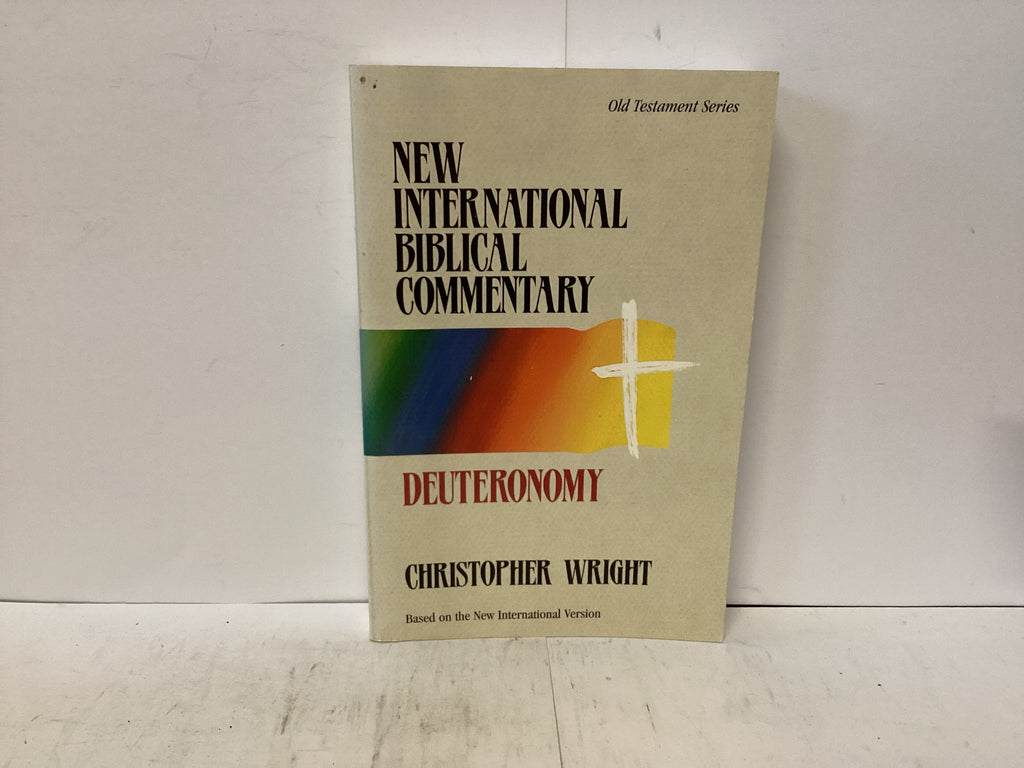 Old Testament Series
NEW
INTERNATIONAL
BIBLICAL
COMMENTARY
DEUTERONOMY
CHRISTOPHER WRIGHT
Based on the New International Version